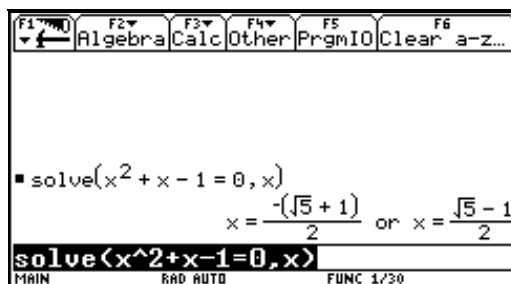 F1 F2 F3 F4 F5 F6
Algebra Calc Other PrgmIO Clear a-z…
solve(x² + x - 1 = 0, x)
x = -(√5 + 1)/2 or x = √5 - 1/2
solve(x^2+x-1=0,x)
MAIN RAD AUTO FUNC 1/30